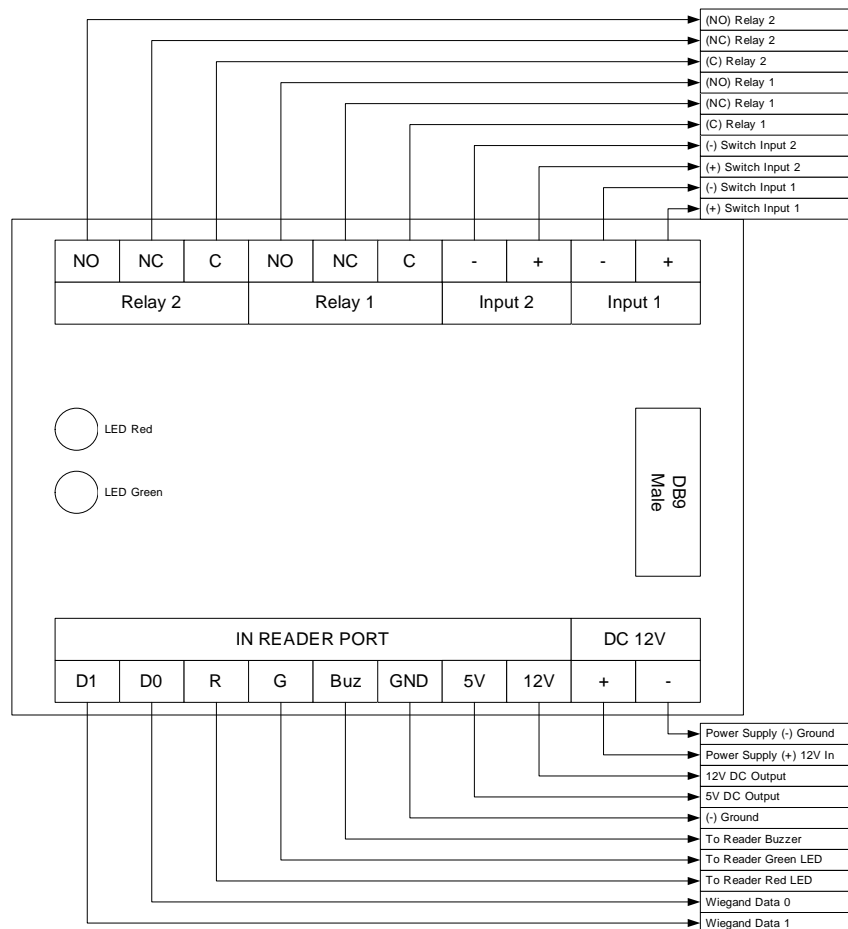 (NO) Relay 2
(NC) Relay 2
(C) Relay 2
(NO) Relay 1
(NC) Relay 1
(C) Relay 1
(-) Switch Input 2
(+) Switch Input 2
(-) Switch Input 1
(+) Switch Input 1
NO NC C NO NC C - + - +
Relay 2 Relay 1 Input 2 Input 1
LED Red
LED Green
DB9
Male
IN READER PORT DC 12V
D1 D0 R G Buz GND 5V 12V + -
Power Supply (-) Ground
Power Supply (+) 12V In
12V DC Output
5V DC Output
(-) Ground
To Reader Buzzer
To Reader Green LED
To Reader Red LED
Wiegand Data 0
Wiegand Data 1